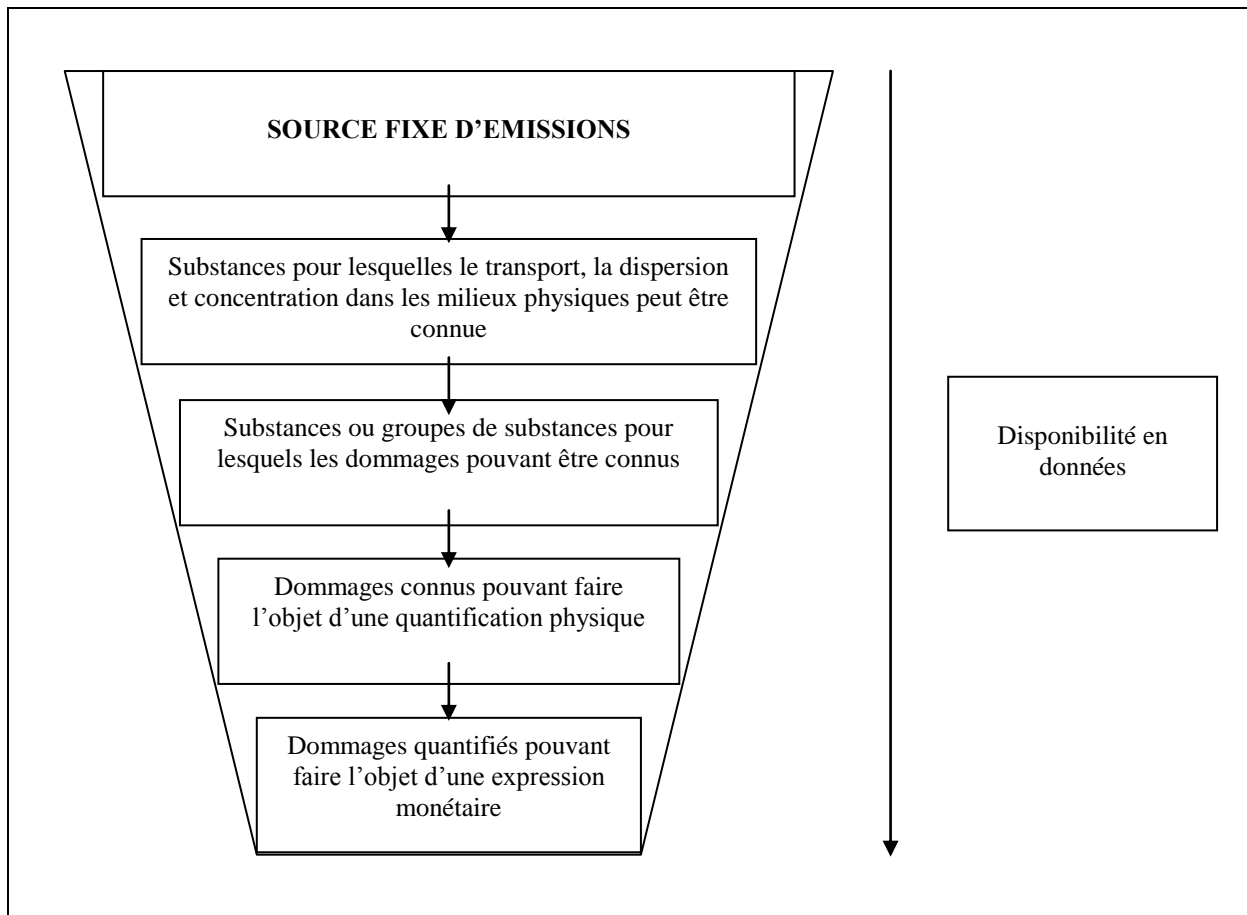 SOURCE FIXE D’EMISSIONS
Substances pour lesquelles le transport, la dispersion
et concentration dans les milieux physiques peut être
connue
Substances ou groupes de substances pour
lesquels les dommages pouvant être connus
Dommages connus pouvant faire
l’objet d’une quantification physique
Dommages quantifiés pouvant
faire l’objet d’une expression
monétaire
Disponibilité en
données